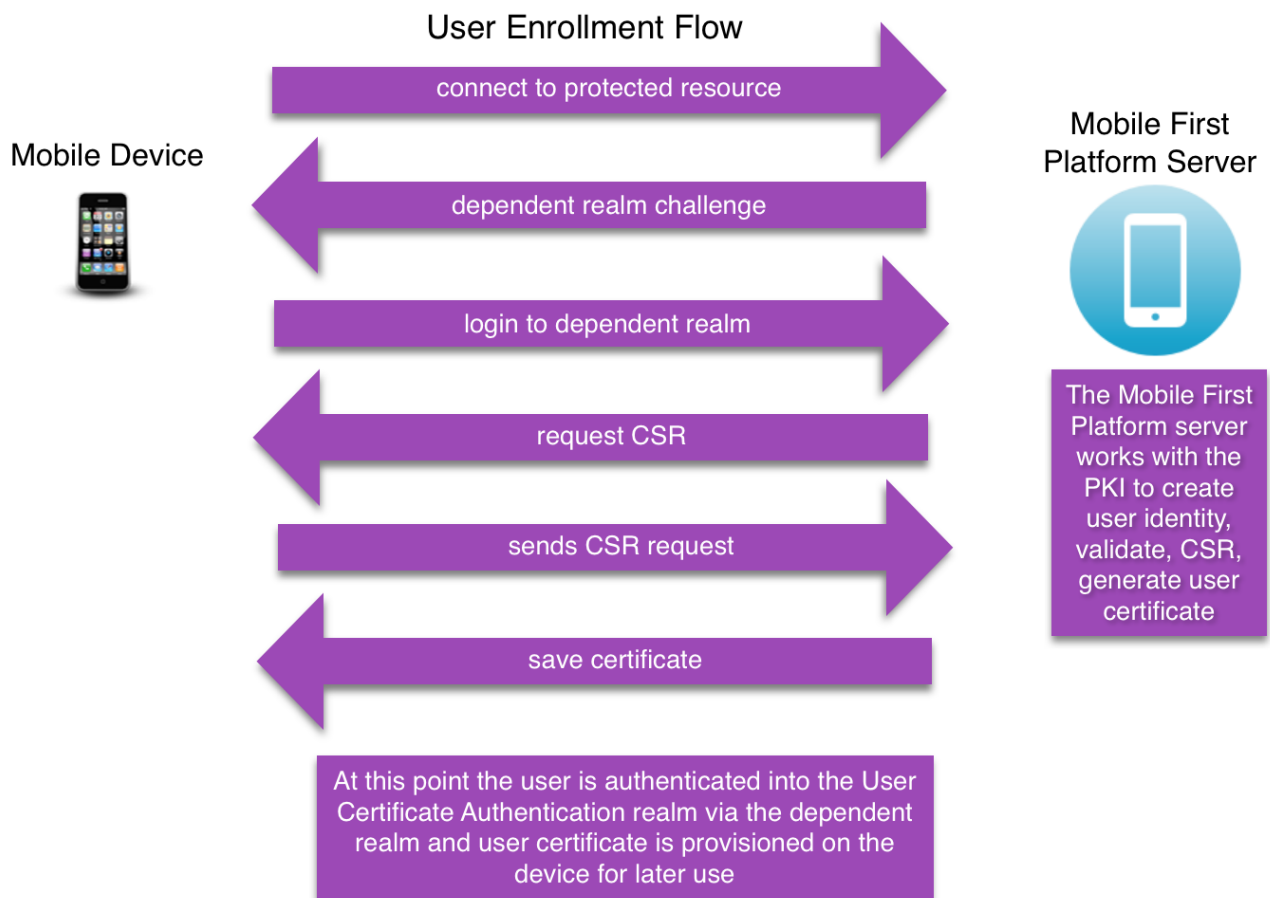 User Enrollment Flow
connect to protected resource
Mobile Device
Mobile First
Platform Server
dependent realm challenge
login to dependent realm
request CSR
sends CSR request
save certificate
The Mobile First
Platform server
works with the
PKI to create
user identity,
validate, CSR,
generate user
certificate
At this point the user is authenticated into the User
Certificate Authentication realm via the dependent
realm and user certificate is provisioned on the
device for later use